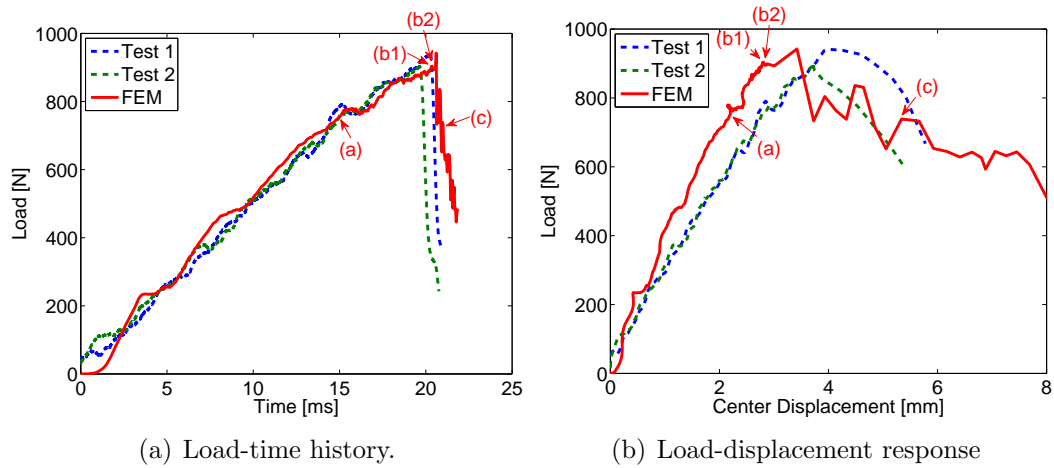 (b2)
(b1)
1000
800
600
400
200
0
Load [N]
Test 1
Test 2
FEM
(a)
(c)
0 5 10 15 20 25
Time [ms]
(a) Load-time history.
(b1)
(b2)
1000
800
600
400
200
0
Load [N]
Test 1
Test 2
FEM
(c)
(a)
0 2 4 6 8
Center Displacement [mm]
(b) Load-displacement response